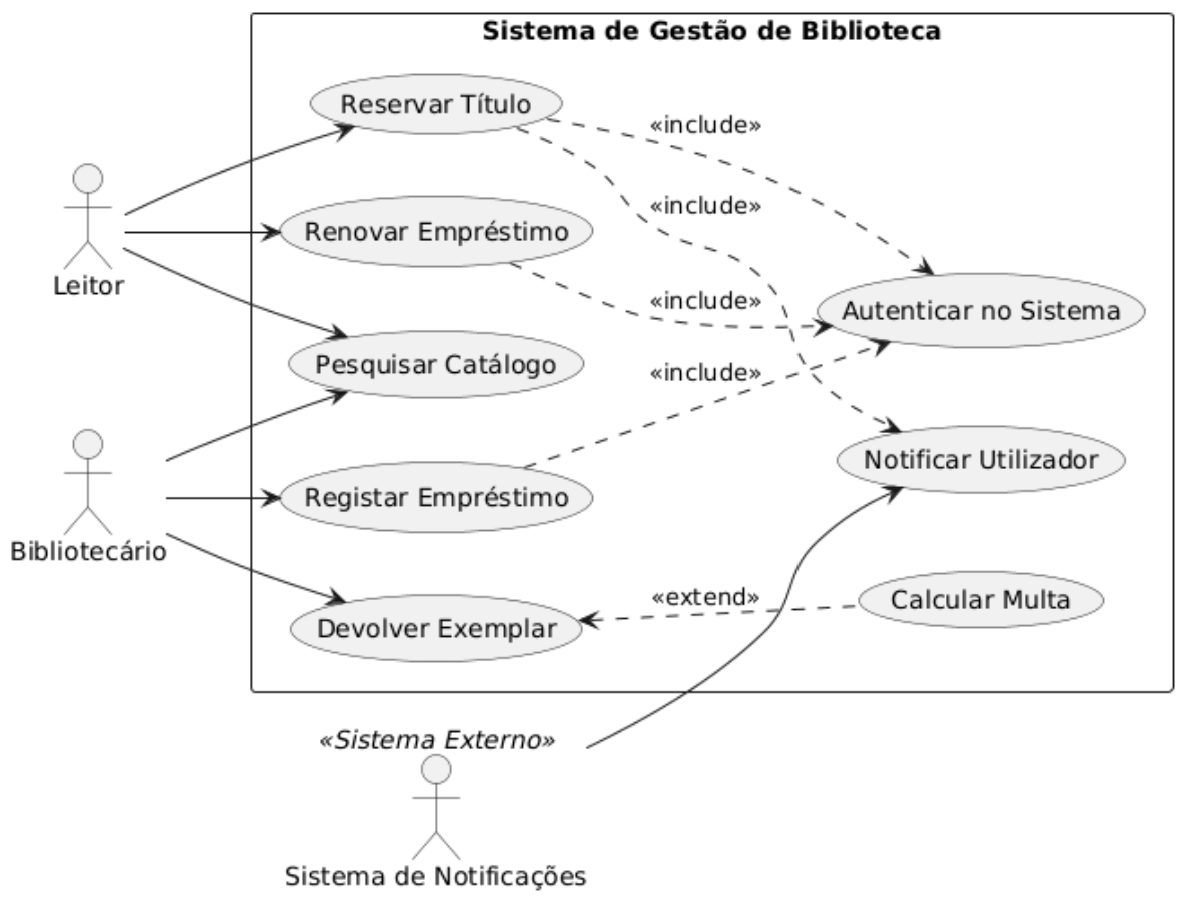 Sistema de Gestão de Biblioteca
Reservar Título
«include»
«include»
Leitor
Renovar Empréstimo
«include»
Autenticar no Sistema
Pesquisar Catálogo
«include»
Bibliotecário
Registar Empréstimo
Notificar Utilizador
Devolver Exemplar
«extend»
Calcular Multa
«Sistema Externo»
Sistema de Notificações